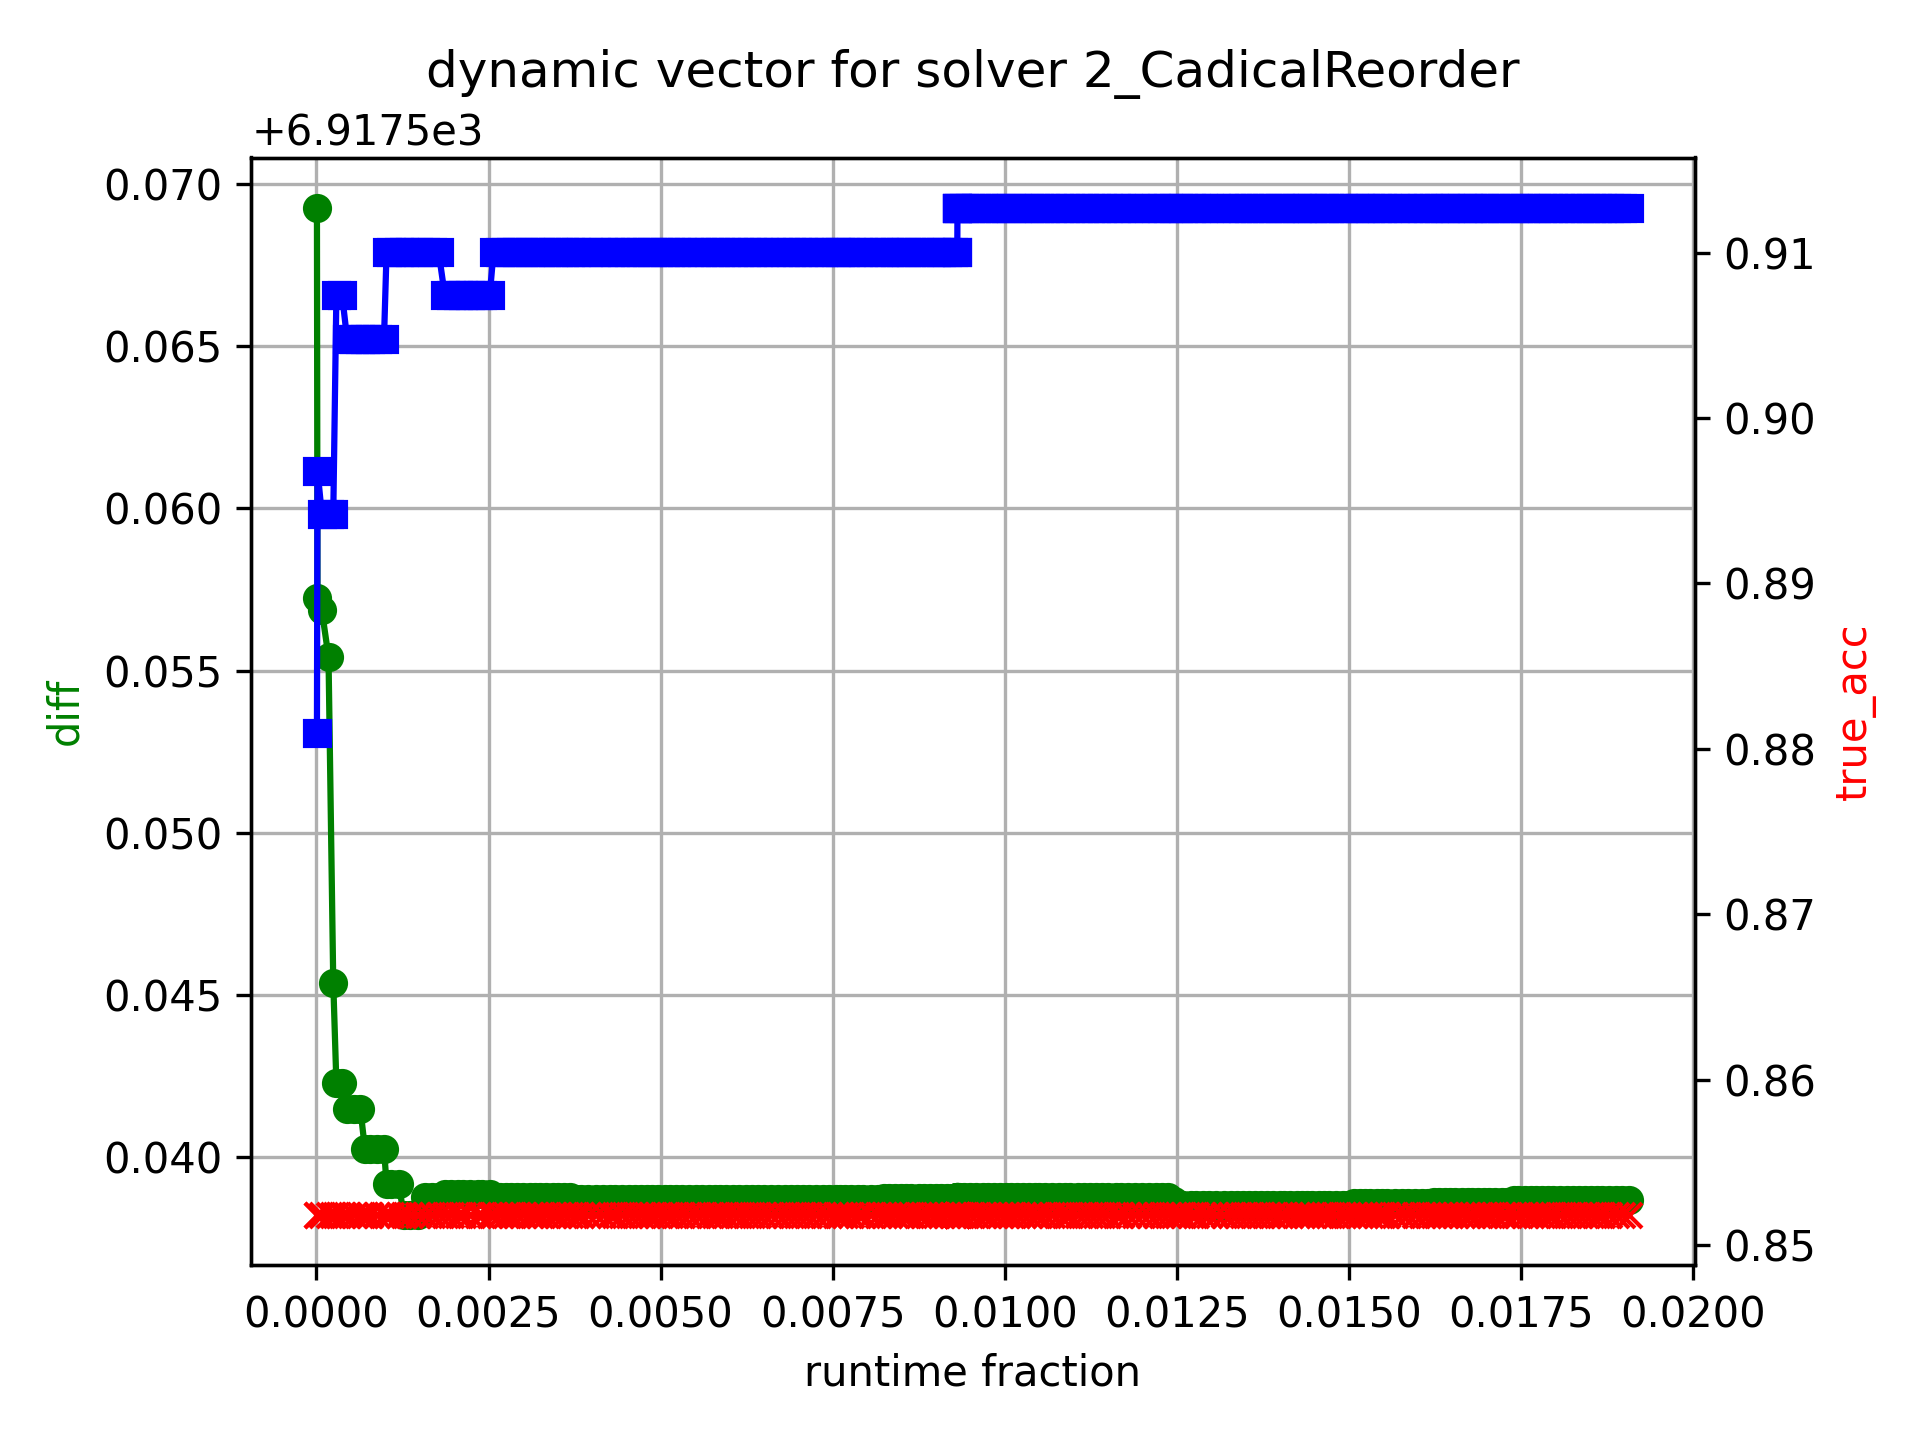 dynamic vector for solver 2_CadicalReorder
+6.9175e3
0.070
0.065
0.060
0.055
0.050
0.045
0.040
diff
0.91
0.90
0.89
0.88
0.87
0.86
0.85
true_acc
0.0000 0.0025 0.0050 0.0075 0.0100 0.0125 0.0150 0.0175 0.0200
runtime fraction